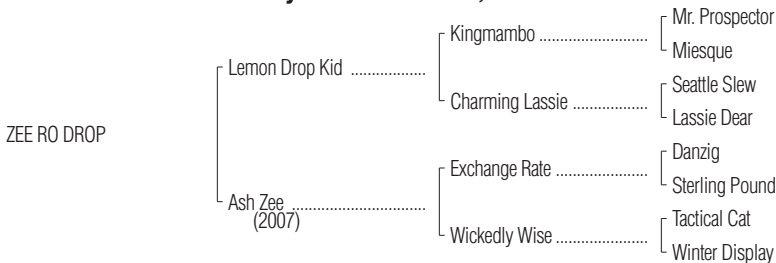 Mr. Prospector
Kingmambo ......................
Miesque
Lemon Drop Kid ..................
Seattle Slew
Charming Lassie ..................
Lassie Dear
ZEE RO DROP
Danzig
Exchange Rate ......................
Sterling Pound
Ash Zee ................................
(2007)
Tactical Cat
Wickedly Wise ......................
Winter Display